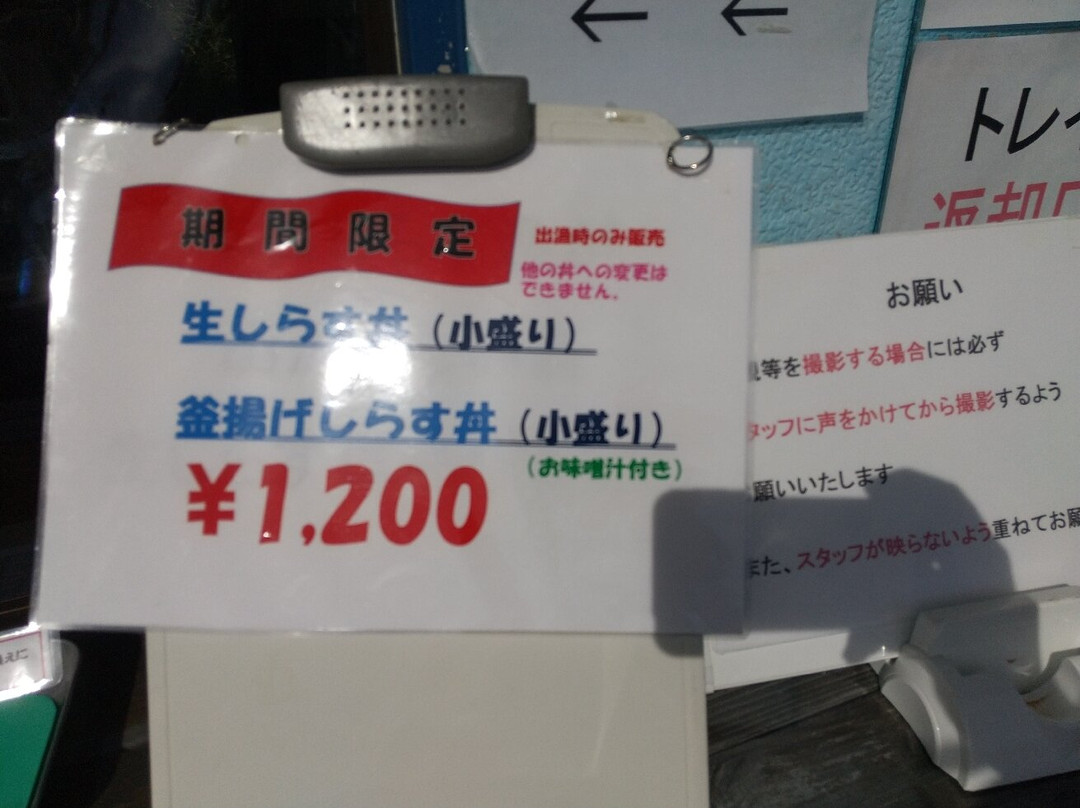 ← ←
トレイ
返却口
期間限定
出漁時のみ販売
他の丼への変更は
できません。
生しらす丼（小盛り）
釜揚げしらす丼（小盛り）
（お味噌汁付き）
¥1,200
お願い
等を撮影する場合には必ず
タッフに声をかけてから撮影するよう
願いいたします
また、スタッフが映らないよう重ねてお願
えに